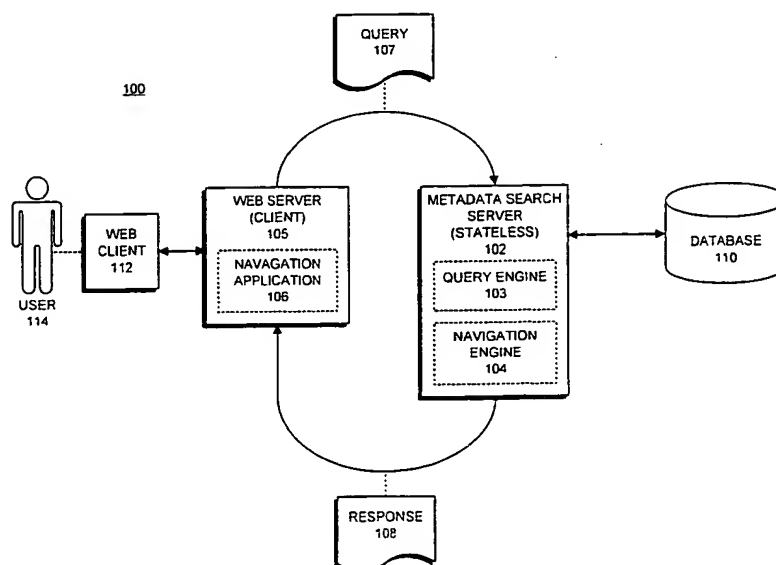 QUERY
107
100
WEB SERVER
(CLIENT)
105
NAVAGATION
APPLICATION
106
METADATA SEARCH
SERVER
(STATELESS)
102
QUERY ENGINE
103
NAVIGATION
ENGINE
104
DATABASE
110
WEB
CLIENT
112
USER
114
RESPONSE
108